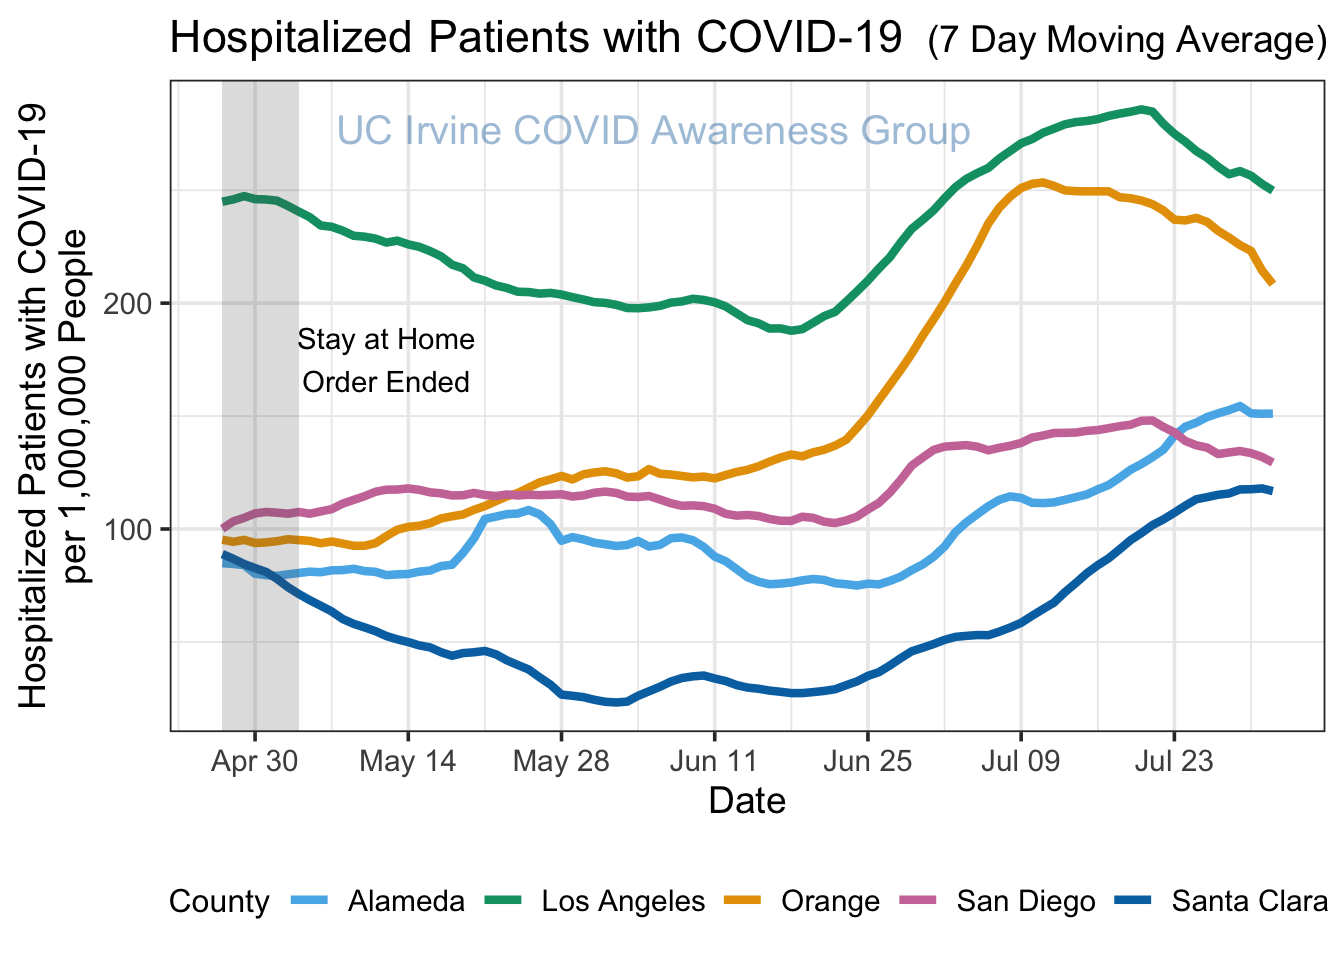 Hospitalized Patients with COVID-19 (7 Day Moving Average)
UC Irvine COVID Awareness Group
Hospitalized Patients with COVID-19
per 1,000,000 People
200
100
Stay at Home
Order Ended
Apr 30 May 14 May 28 Jun 11 Jun 25 Jul 09 Jul 23
Date
County Alameda Los Angeles Orange San Diego Santa Clara